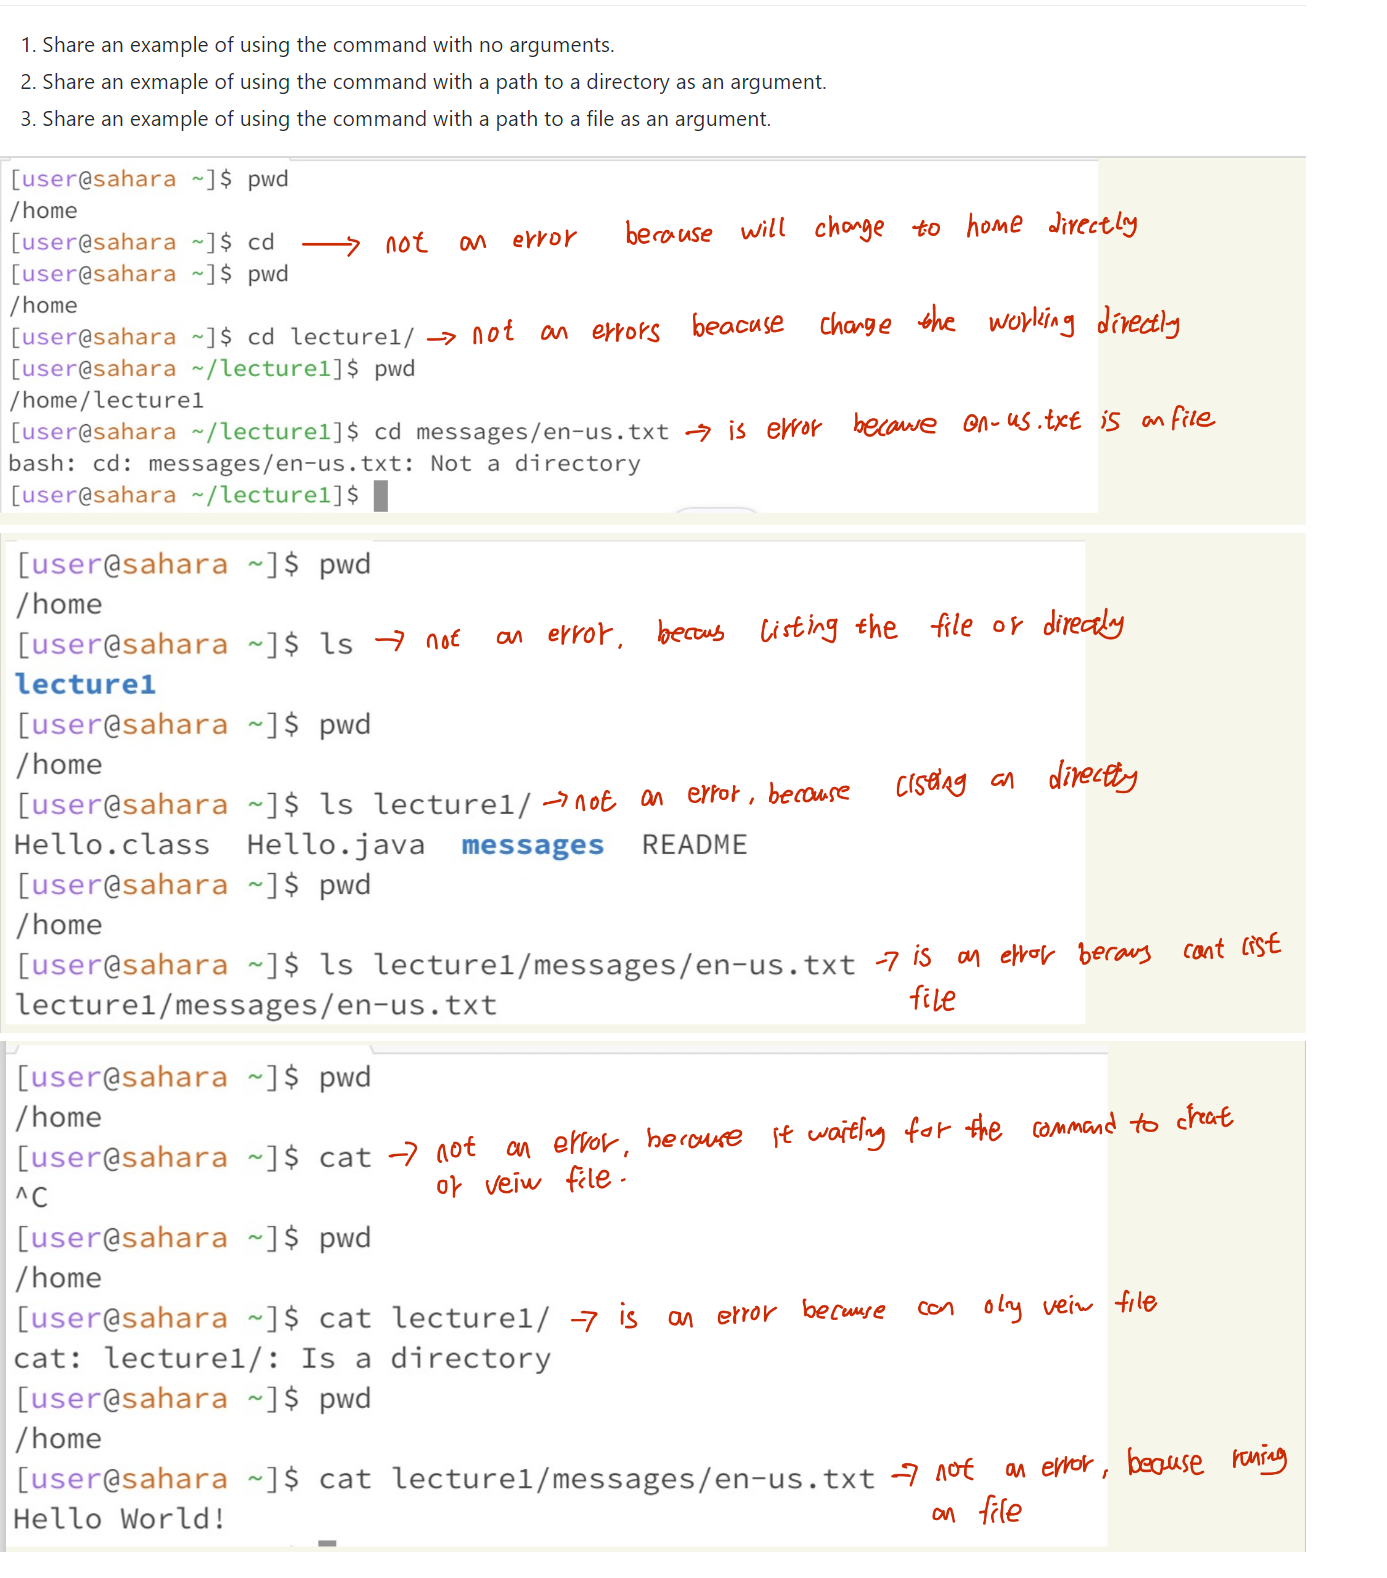 1. Share an example of using the command with no arguments.
2. Share an exmaple of using the command with a path to a directory as an argument.
3. Share an example of using the command with a path to a file as an argument.
[user@sahara ~]$ pwd
/home
[user@sahara ~]$ cd → not an error because will change to home directly
[user@sahara ~]$ pwd
/home
[user@sahara ~]$ cd lecture1/ → not an errors beacuse change the working directly
[user@sahara ~/lecture1]$ pwd
/home/lecture1
[user@sahara ~/lecture1]$ cd messages/en-us.txt → is error because en-us.txt is an file
bash: cd: messages/en-us.txt: Not a directory
[user@sahara ~/lecture1]$
[user@sahara ~]$ pwd
/home
[user@sahara ~]$ ls → not an error, becaus listing the file or directly
lecture1
[user@sahara ~]$ pwd
/home
[user@sahara ~]$ ls lecture1/ → not an error, because listing an directly
Hello.class Hello.java messages README
[user@sahara ~]$ pwd
/home
[user@sahara ~]$ ls lecture1/messages/en-us.txt → is an error becaus cant list
file
lecture1/messages/en-us.txt
[user@sahara ~]$ pwd
/home
[user@sahara ~]$ cat → not an error, because it waiting for the command to creat
or veiw file.
^C
[user@sahara ~]$ pwd
/home
[user@sahara ~]$ cat lecture1/ → is an error because can olny veiw file
cat: lecture1/: Is a directory
[user@sahara ~]$ pwd
/home
[user@sahara ~]$ cat lecture1/messages/en-us.txt → not an error, because runing
an file
Hello World!